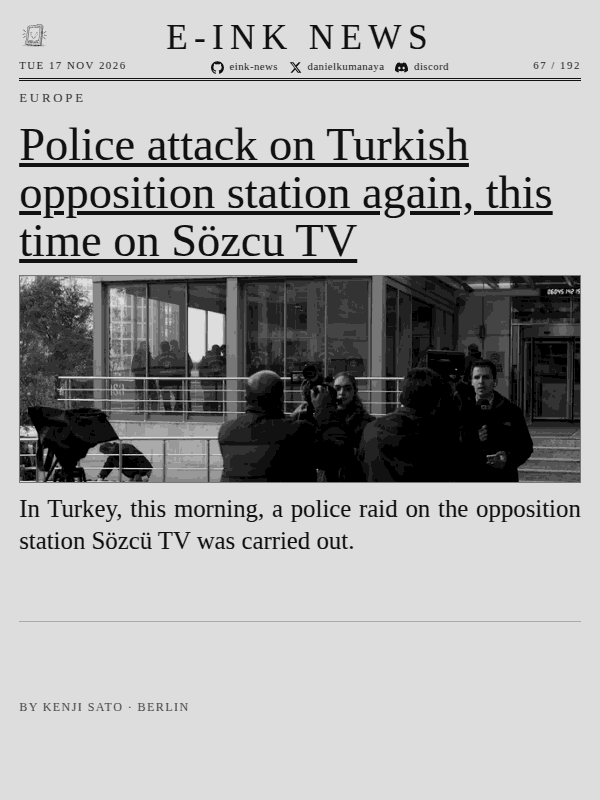 E-INK NEWS
TUE 17 NOV 2026
eink-news danielkumanaya discord
67 / 192
EUROPE
Police attack on Turkish
opposition station again, this
time on Sözcu TV
In Turkey, this morning, a police raid on the opposition
station Sözcü TV was carried out.
BY KENJI SATO · BERLIN